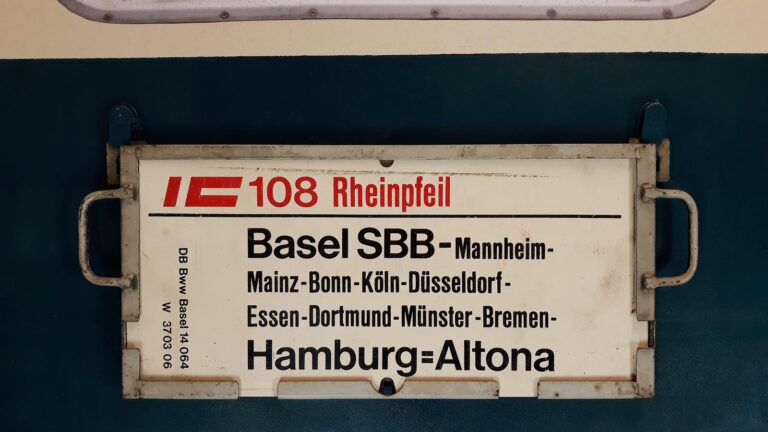 IC 108 Rheinpfeil
Basel SBB-Mannheim-
Mainz-Bonn-Köln-Düsseldorf-
Essen-Dortmund-Münster-Bremen-
Hamburg=Altona
DB Bww Basel 14 064
W 3703 06